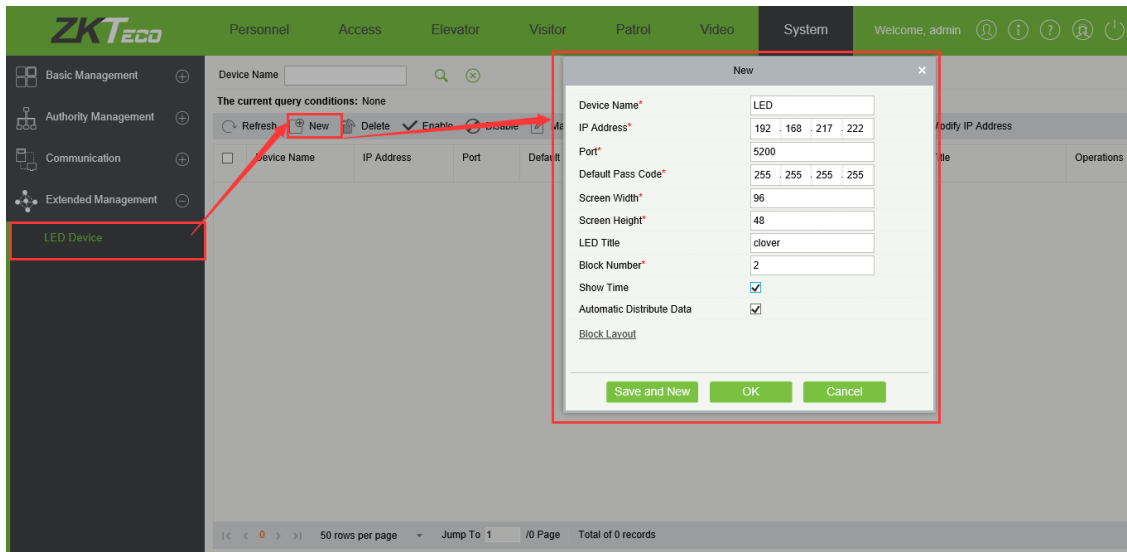 ZKTECO Personnel Access Elevator Visitor Patrol Video System Welcome, admin
Basic Management
Authority Management
Communication
Extended Management
LED Device
Device Name
The current query conditions: None
Refresh New Delete Enable Disable Modify IP Address
Device Name IP Address Port Default Operations
New
Device Name* LED
IP Address* 192 . 168 . 217 . 222
Port* 5200
Default Pass Code* 255 . 255 . 255 . 255
Screen Width* 96
Screen Height* 48
LED Title clover
Block Number* 2
Show Time
Automatic Distribute Data
Block Layout
Save and New OK Cancel
|< < 0 > >| 50 rows per page Jump To 1 /0 Page Total of 0 records